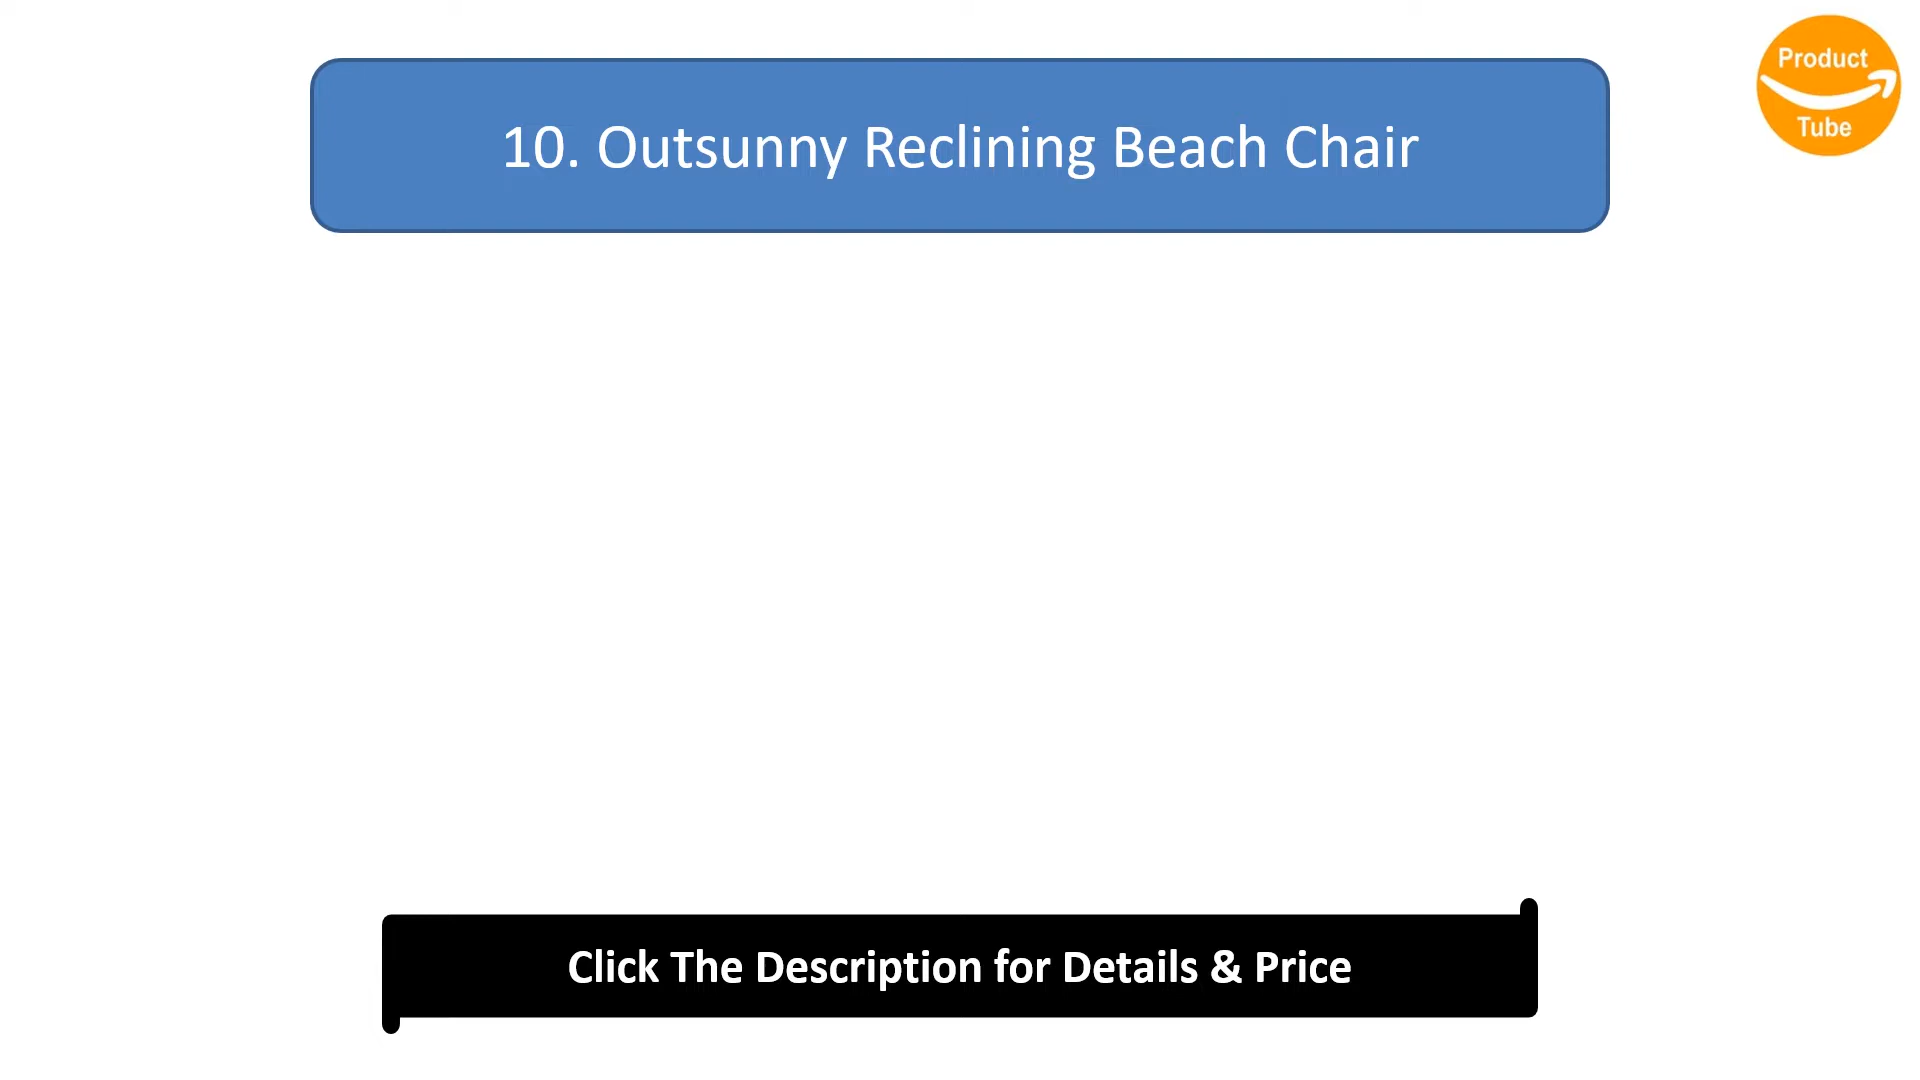 10. Outsunny Reclining Beach Chair
Product
Tube
Click The Description for Details & Price